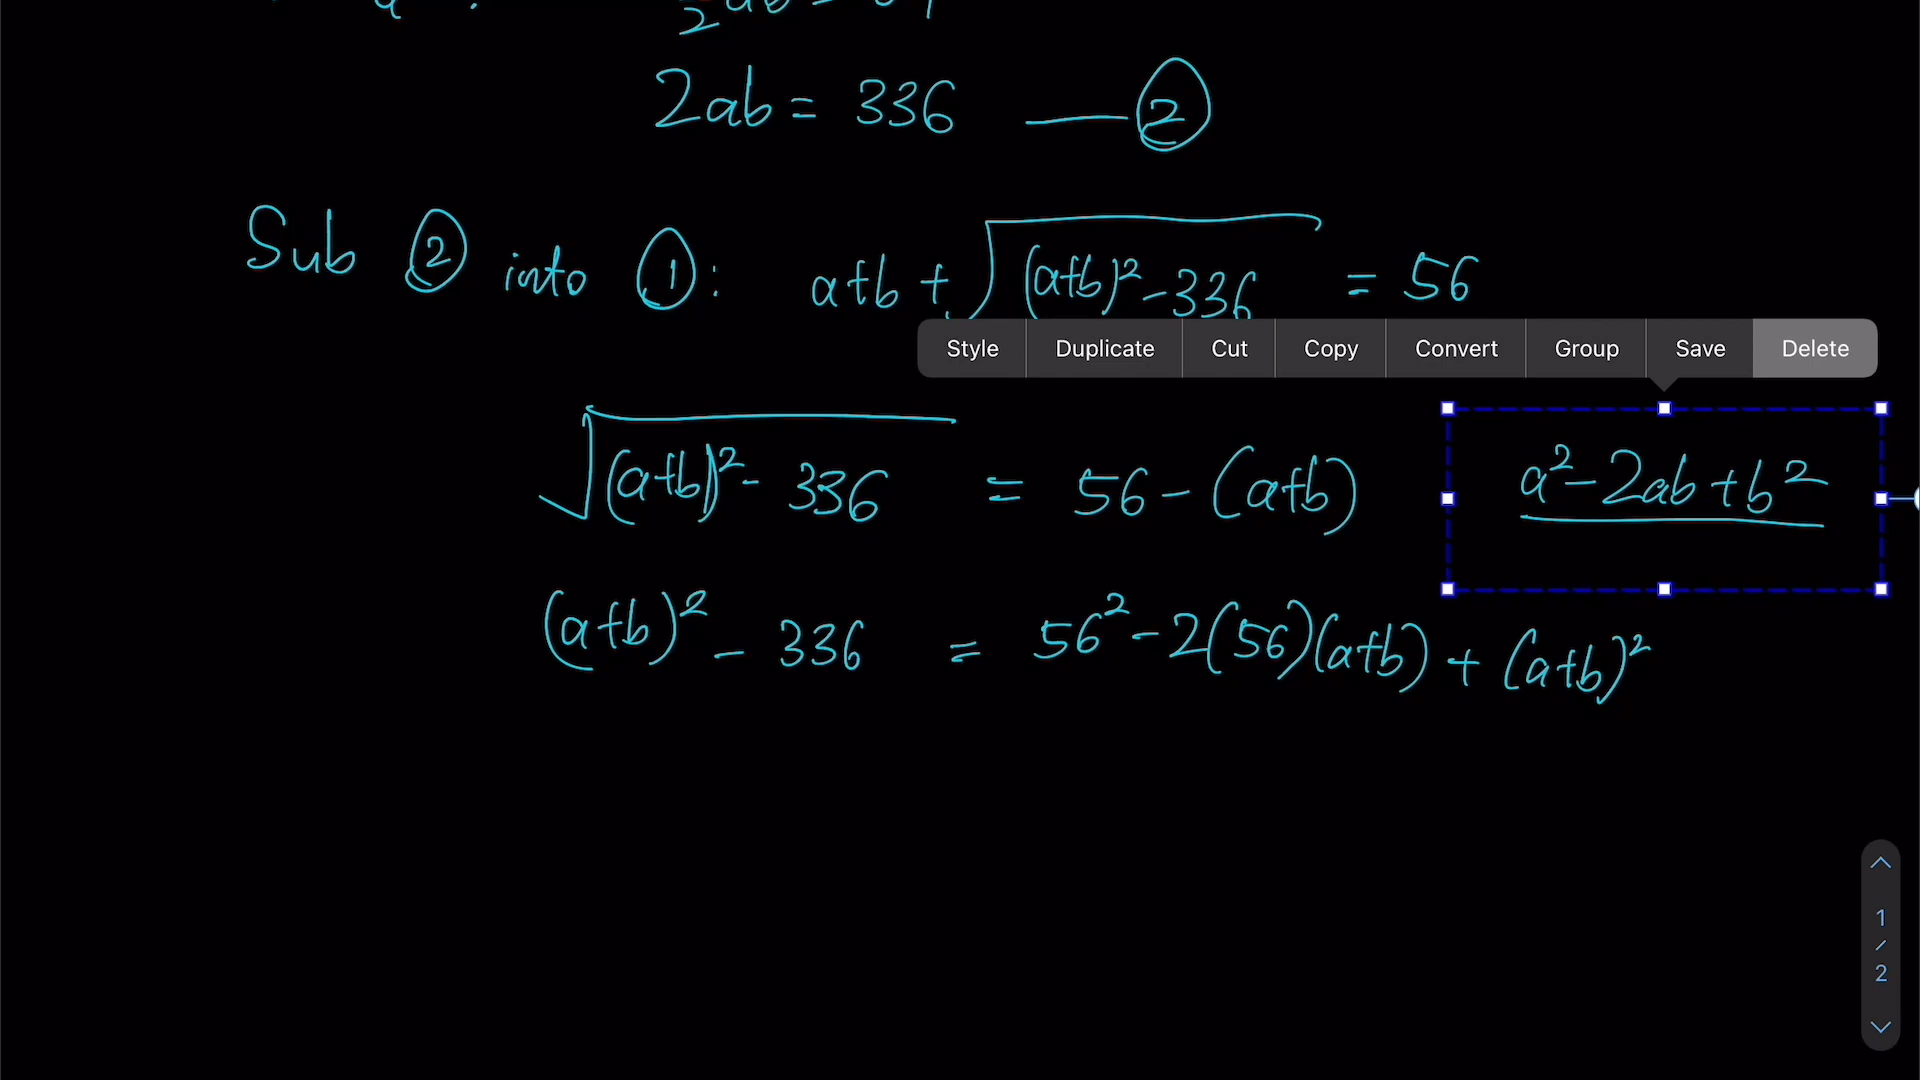 2ab = 336 — ②
Sub ② into ①: a+b + √((a+b)² - 336) = 56
Style Duplicate Cut Copy Convert Group Save Delete
√((a+b)² - 336) = 56 - (a+b)
a² - 2ab + b²
(a+b)² - 336 = 56² - 2(56)(a+b) + (a+b)²
1
/
2